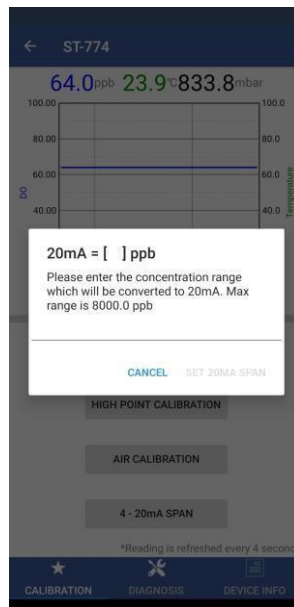 ST-774
64.0ppb 23.9°C 833.8mbar
100.00 100.0
80.00 80.0
60.00 60.0
DO Temperature
40.00 40.0
20mA = [ ] ppb
Please enter the concentration range
which will be converted to 20mA. Max
range is 8000.0 ppb
CANCEL SET 20MA SPAN
HIGH POINT CALIBRATION
AIR CALIBRATION
4 - 20mA SPAN
*Reading is refreshed every 4 second
CALIBRATION DIAGNOSIS DEVICE INFO